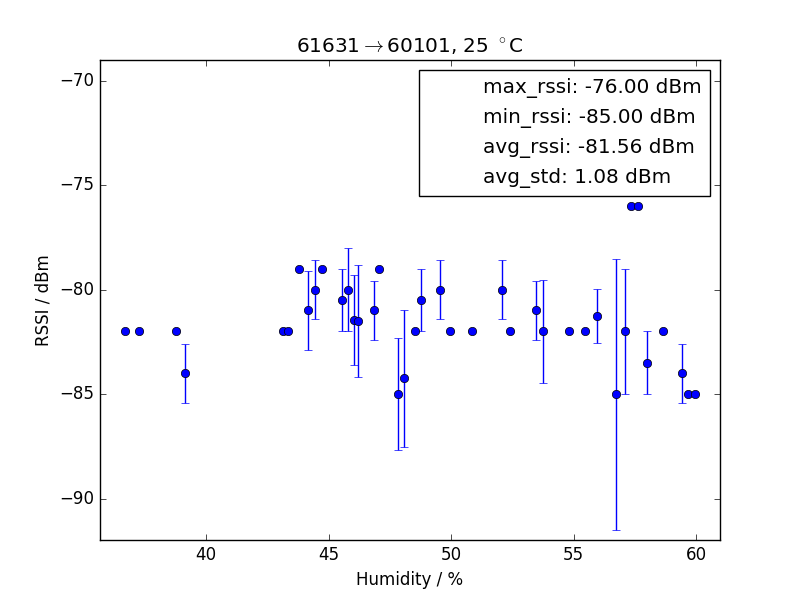 61631→60101, 25 °C
max_rssi: -76.00 dBm
min_rssi: -85.00 dBm
avg_rssi: -81.56 dBm
avg_std: 1.08 dBm
−70
−75
−80
−85
−90
RSSI / dBm
40 45 50 55 60
Humidity / %